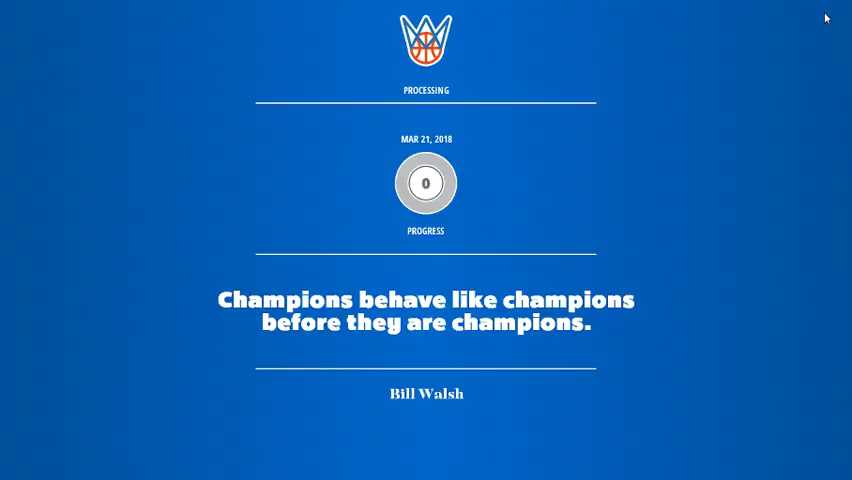 PROCESSING
MAR 21, 2018
0
PROGRESS
Champions behave like champions
before they are champions.
Bill Walsh